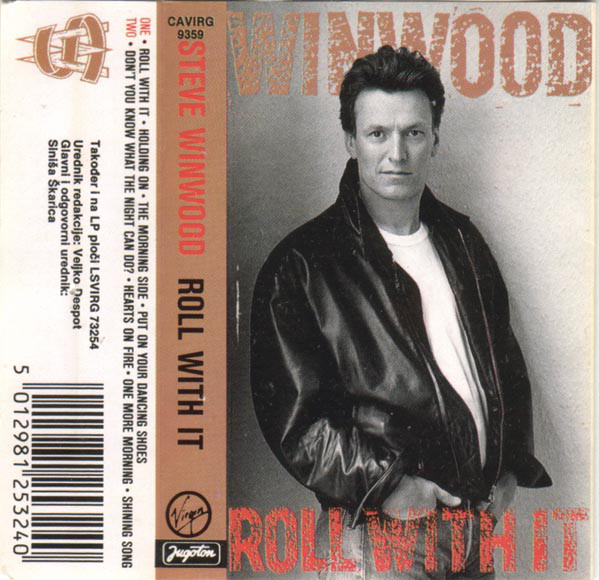 Također i na LP ploči LSVIRG 73254
Urednik redakcije: Veljko Despot
Glavni i odgovorni urednik:
Siniša Škarica
5 012981 253240
ONE • ROLL WITH IT • HOLDING ON • THE MORNING SIDE • PUT ON YOUR DANCING SHOES
TWO • DON'T YOU KNOW WHAT THE NIGHT CAN DO? • HEARTS ON FIRE • ONE MORE MORNING • SHINING SONG
CAVIRG
9359
STEVE WINWOOD ROLL WITH IT
Virgin
Jugoton
WINWOOD
ROLL WITH IT